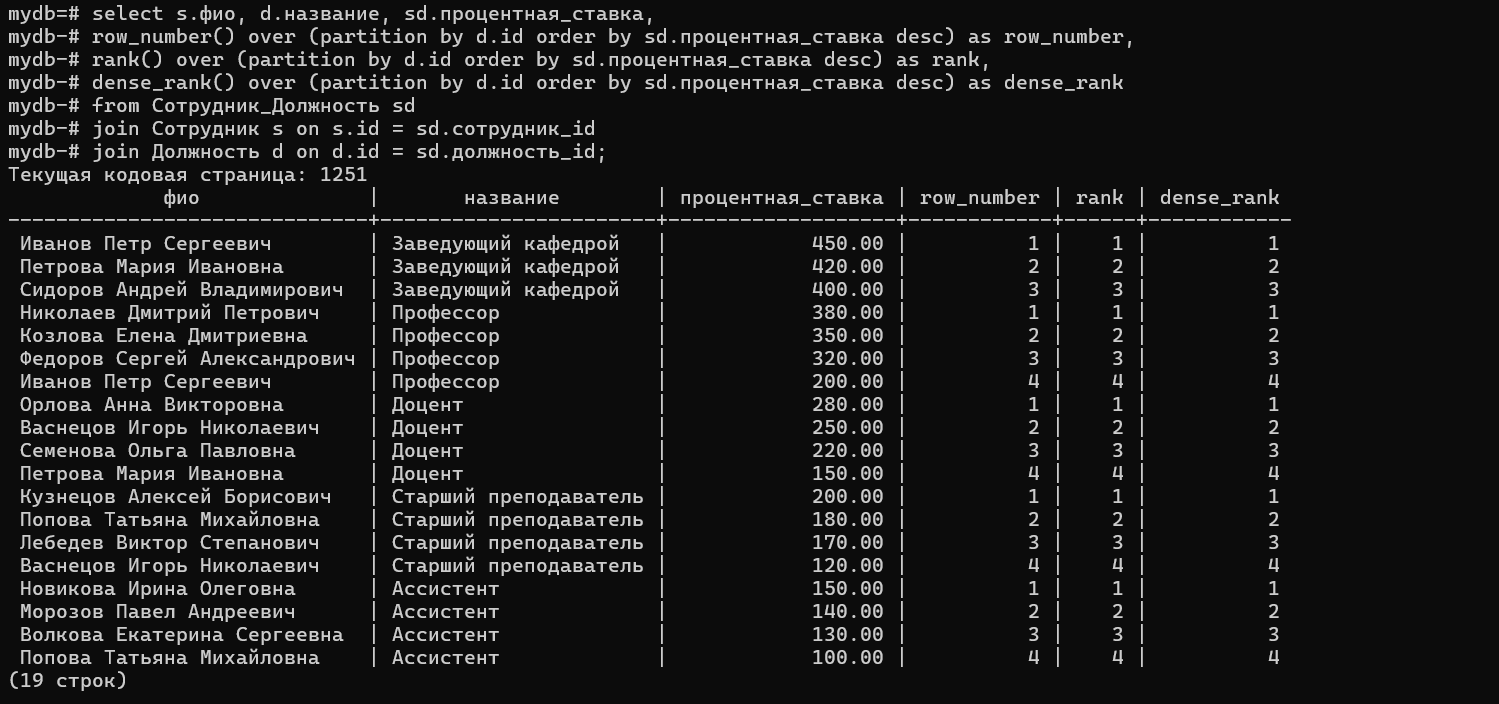 mydb=# select s.фио, d.название, sd.процентная_ставка,
mydb-# row_number() over (partition by d.id order by sd.процентная_ставка desc) as row_number,
mydb-# rank() over (partition by d.id order by sd.процентная_ставка desc) as rank,
mydb-# dense_rank() over (partition by d.id order by sd.процентная_ставка desc) as dense_rank
mydb-# from Сотрудник_Должность sd
mydb-# join Сотрудник s on s.id = sd.сотрудник_id
mydb-# join Должность d on d.id = sd.должность_id;
Текущая кодовая страница: 1251
             фио              |       название        | процентная_ставка | row_number | rank | dense_rank
------------------------------+-----------------------+-------------------+------------+------+------------
 Иванов Петр Сергеевич        | Заведующий кафедрой   |            450.00 |          1 |    1 |          1
 Петрова Мария Ивановна       | Заведующий кафедрой   |            420.00 |          2 |    2 |          2
 Сидоров Андрей Владимирович  | Заведующий кафедрой   |            400.00 |          3 |    3 |          3
 Николаев Дмитрий Петрович    | Профессор             |            380.00 |          1 |    1 |          1
 Козлова Елена Дмитриевна     | Профессор             |            350.00 |          2 |    2 |          2
 Федоров Сергей Александрович | Профессор             |            320.00 |          3 |    3 |          3
 Иванов Петр Сергеевич        | Профессор             |            200.00 |          4 |    4 |          4
 Орлова Анна Викторовна       | Доцент                |            280.00 |          1 |    1 |          1
 Васнецов Игорь Николаевич    | Доцент                |            250.00 |          2 |    2 |          2
 Семенова Ольга Павловна      | Доцент                |            220.00 |          3 |    3 |          3
 Петрова Мария Ивановна       | Доцент                |            150.00 |          4 |    4 |          4
 Кузнецов Алексей Борисович   | Старший преподаватель |            200.00 |          1 |    1 |          1
 Попова Татьяна Михайловна    | Старший преподаватель |            180.00 |          2 |    2 |          2
 Лебедев Виктор Степанович    | Старший преподаватель |            170.00 |          3 |    3 |          3
 Васнецов Игорь Николаевич    | Старший преподаватель |            120.00 |          4 |    4 |          4
 Новикова Ирина Олеговна      | Ассистент             |            150.00 |          1 |    1 |          1
 Морозов Павел Андреевич      | Ассистент             |            140.00 |          2 |    2 |          2
 Волкова Екатерина Сергеевна  | Ассистент             |            130.00 |          3 |    3 |          3
 Попова Татьяна Михайловна    | Ассистент             |            100.00 |          4 |    4 |          4
(19 строк)